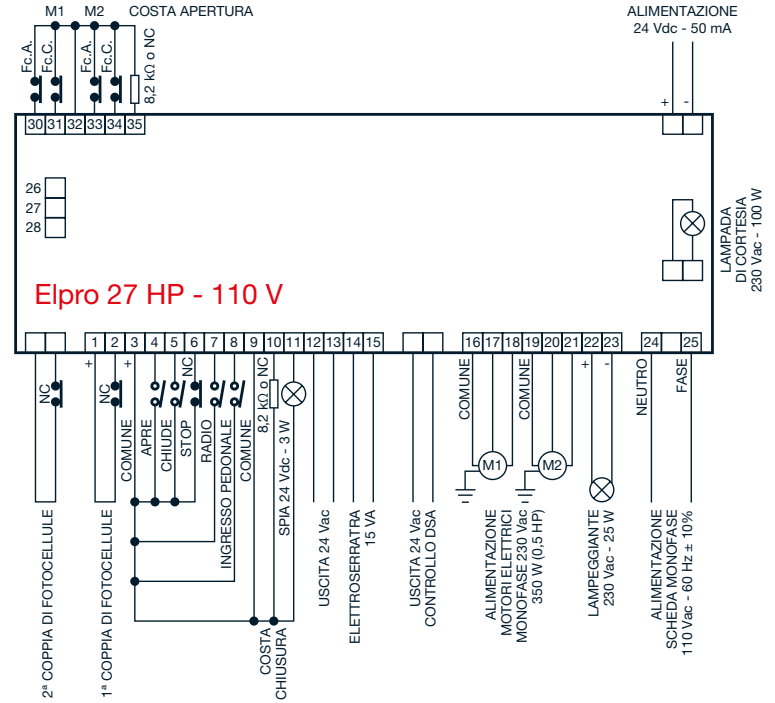 M1
M2
COSTA APERTURA
ALIMENTAZIONE
24 Vdc - 50 mA
Fc.A.
Fc.C.
Fc.A.
Fc.C.
8,2 kΩ o NC
+
-
30
31
32
33
34
35
26
27
28
LAMPADA
DI CORTESIA
230 Vac - 100 W
Elpro 27 HP - 110 V
1
2
3
4
5
6
7
8
9
10
11
12
13
14
15
16
17
18
19
20
21
22
23
24
25
NC
+
NC
+
COMUNE
APRE
CHIUDE
STOP
NC
RADIO
INGRESSO PEDONALE
COMUNE
8,2 kΩ o NC
SPIA 24 Vdc - 3 W
COMUNE
M1
COMUNE
M2
+
-
NEUTRO
FASE
2ª COPPIA DI FOTOCELLULE
1ª COPPIA DI FOTOCELLULE
COSTA
CHIUSURA
USCITA 24 Vac
ELETTROSERRATRA
15 VA
USCITA 24 Vac
CONTROLLO DSA
ALIMENTAZIONE
MOTORI ELETTRICI
MONOFASE 230 Vac
350 W (0,5 HP)
LAMPEGGIANTE
230 Vac - 25 W
ALIMENTAZIONE
SCHEDA MONOFASE
110 Vac - 60 Hz ± 10%